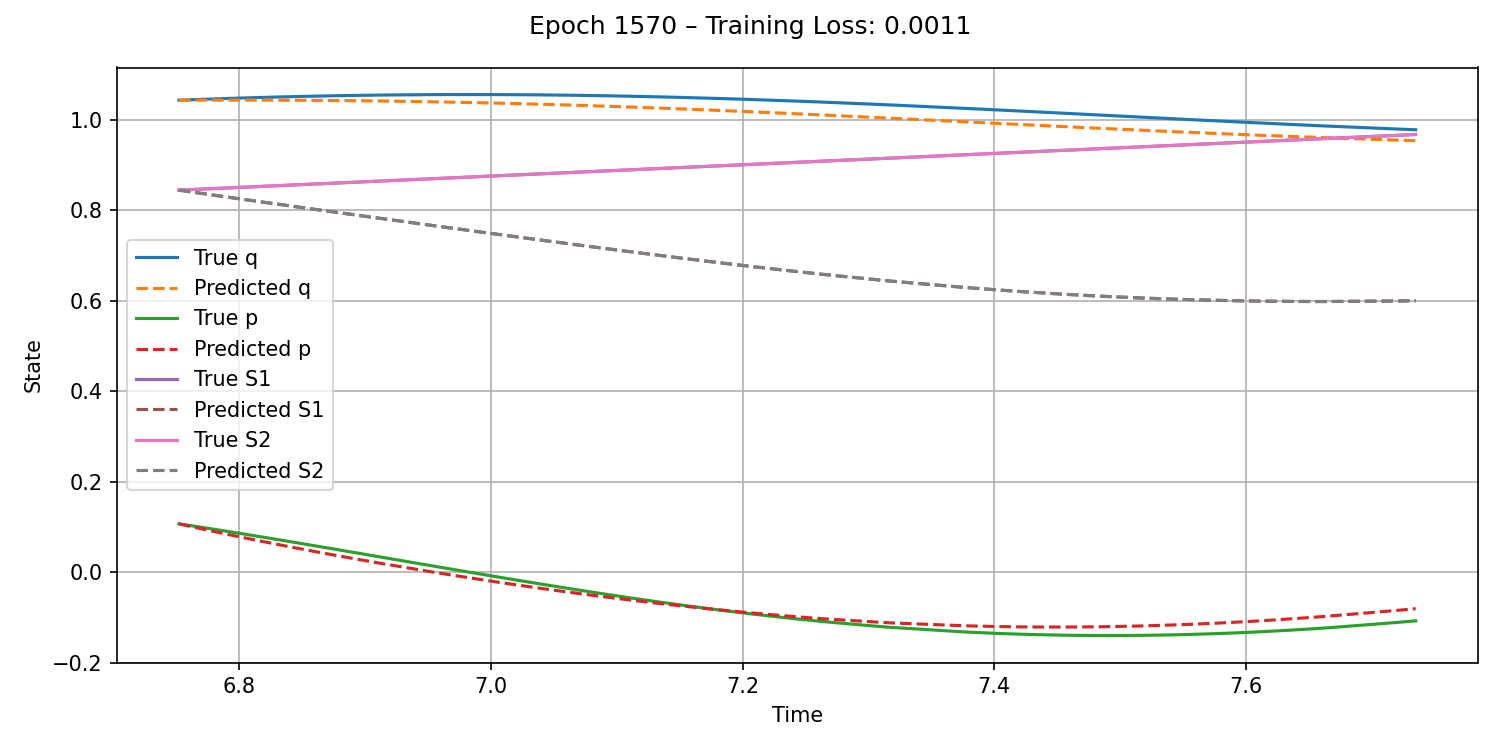 Epoch 1570 – Training Loss: 0.0011
1.0
0.8
0.6
0.4
0.2
0.0
−0.2
State
True q
Predicted q
True p
Predicted p
True S1
Predicted S1
True S2
Predicted S2
6.8 7.0 7.2 7.4 7.6
Time